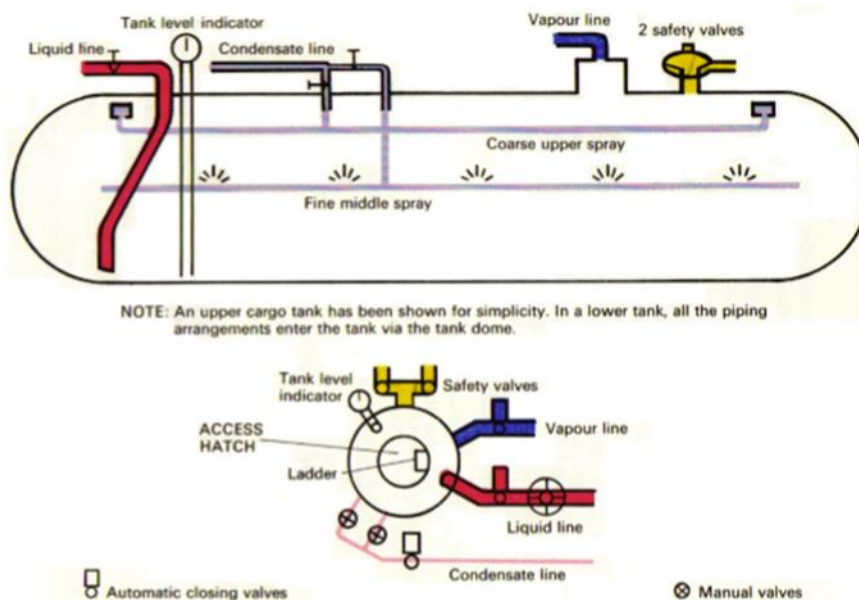 Tank level indicator
Liquid line
Condensate line
Vapour line
2 safety valves
Coarse upper spray
Fine middle spray
NOTE: An upper cargo tank has been shown for simplicity. In a lower tank, all the piping
arrangements enter the tank via the tank dome.
Tank level
indicator
Safety valves
ACCESS
HATCH
Vapour line
Ladder
Liquid line
Condensate line
Automatic closing valves
Manual valves